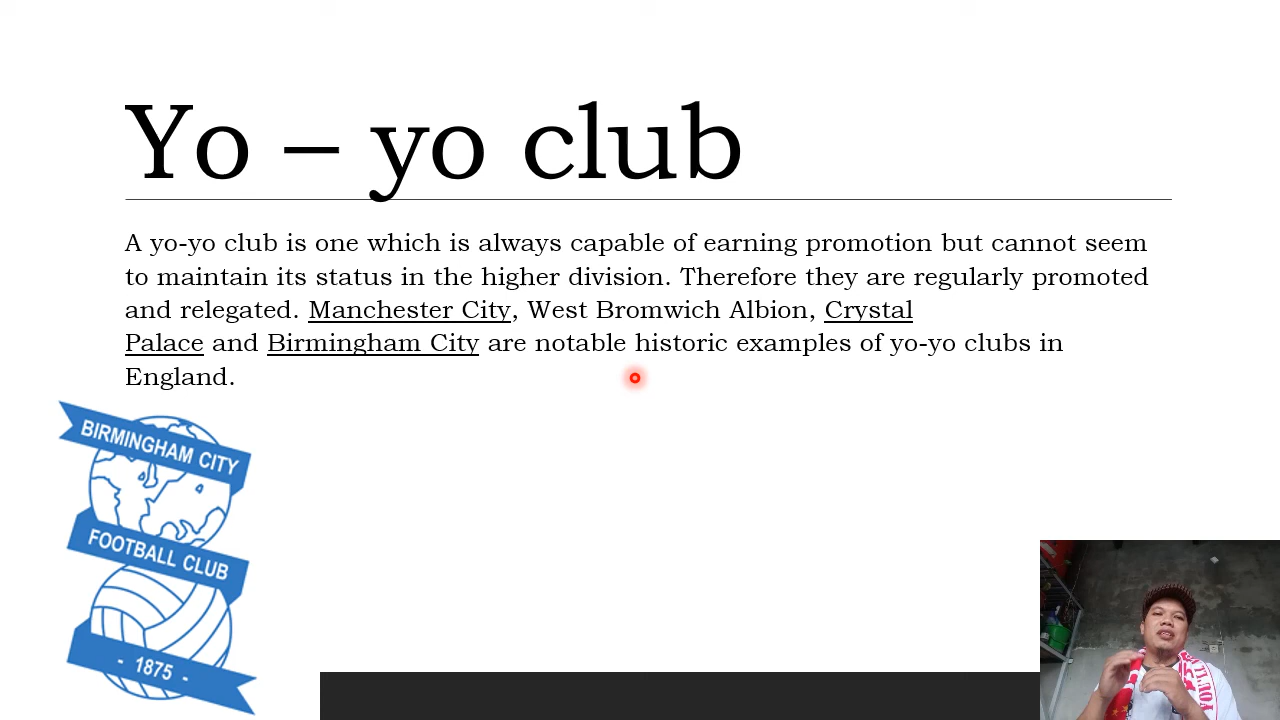 Yo – yo club
A yo-yo club is one which is always capable of earning promotion but cannot seem
to maintain its status in the higher division. Therefore they are regularly promoted
and relegated. Manchester City, West Bromwich Albion, Crystal
Palace and Birmingham City are notable historic examples of yo-yo clubs in
England.
BIRMINGHAM CITY
FOOTBALL CLUB
- 1875 -